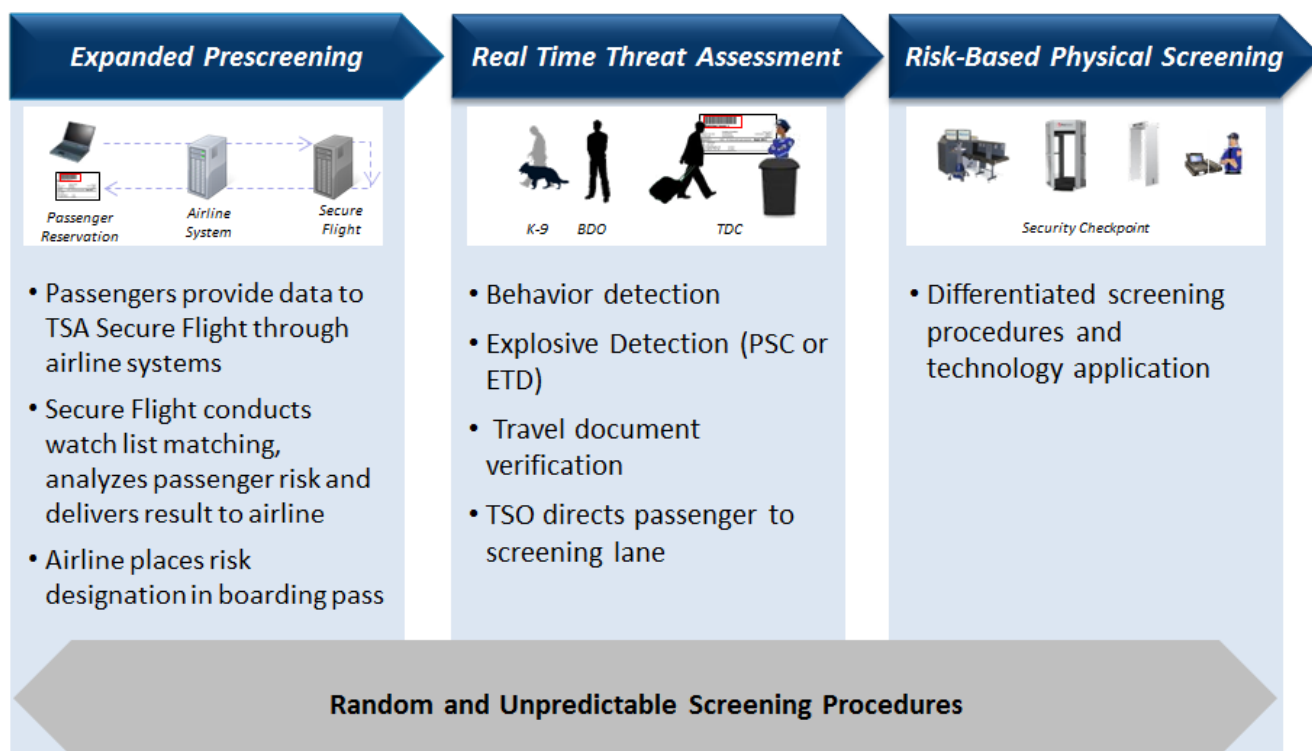 Expanded Prescreening
Real Time Threat Assessment
Risk-Based Physical Screening
Passenger
Reservation
Airline
System
Secure
Flight
K-9
BDO
TDC
Security Checkpoint
• Passengers provide data to
TSA Secure Flight through
airline systems
• Secure Flight conducts
watch list matching,
analyzes passenger risk and
delivers result to airline
• Airline places risk
designation in boarding pass
• Behavior detection
• Explosive Detection (PSC or
ETD)
• Travel document
verification
• TSO directs passenger to
screening lane
• Differentiated screening
procedures and
technology application
Random and Unpredictable Screening Procedures